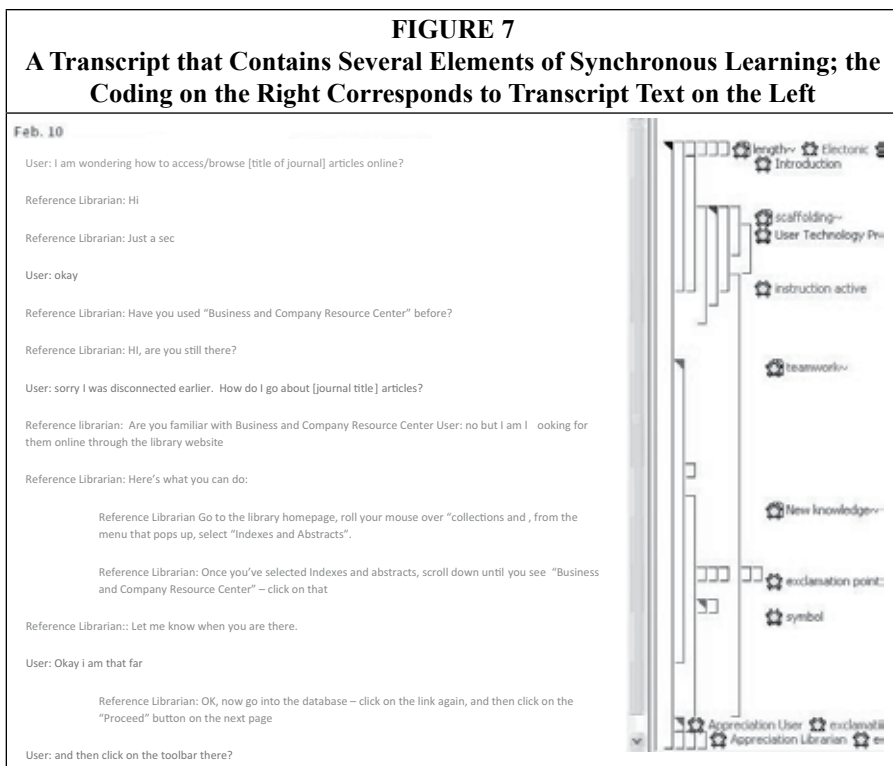 FIGURE 7
A Transcript that Contains Several Elements of Synchronous Learning; the
Coding on the Right Corresponds to Transcript Text on the Left
Feb. 10
User: I am wondering how to access/browse [title of journal] articles online?
Reference Librarian: Hi
Reference Librarian: Just a sec
User: okay
Reference Librarian: Have you used “Business and Company Resource Center” before?
Reference Librarian: HI, are you still there?
User: sorry I was disconnected earlier.  How do I go about [journal title] articles?
Reference librarian:  Are you familiar with Business and Company Resource Center User: no but I am l   ooking for
them online through the library website
Reference Librarian: Here’s what you can do:
Reference Librarian Go to the library homepage, roll your mouse over “collections and , from the
menu that pops up, select “Indexes and Abstracts”.
Reference Librarian: Once you’ve selected Indexes and abstracts, scroll down until you see  “Business
and Company Resource Center” – click on that
Reference Librarian:: Let me know when you are there.
User: Okay i am that far
Reference Librarian: OK, now go into the database – click on the link again, and then click on the
“Proceed” button on the next page
User: and then click on the toolbar there?
length~ Electonic
Introduction
scaffolding~
User Technology Pr
instruction active
teamwork~
New knowledge~
exclamation point
symbol
Appreciation User exclamati
Appreciation Librarian e